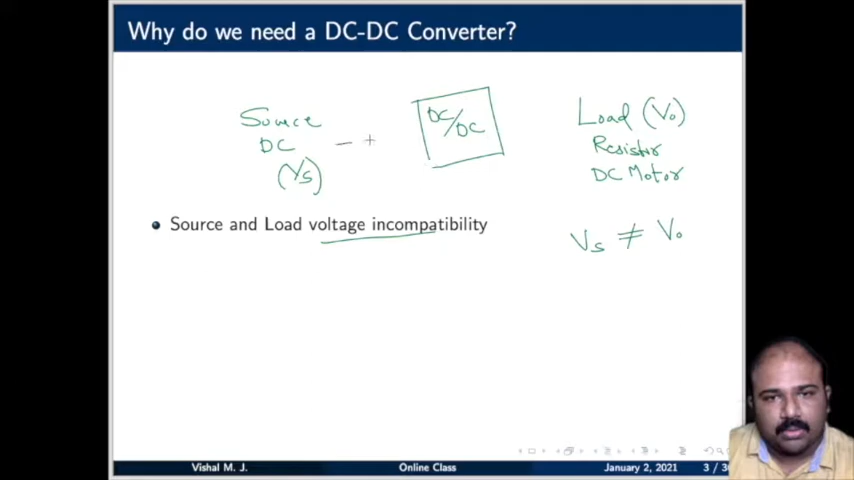 Why do we need a DC-DC Converter?
Source
DC
(Vs)
DC/DC
Load (Vo)
Resistor
DC Motor
• Source and Load voltage incompatibility
Vs ≠ Vo
Vishal M. J. Online Class January 2, 2021 3 / 3